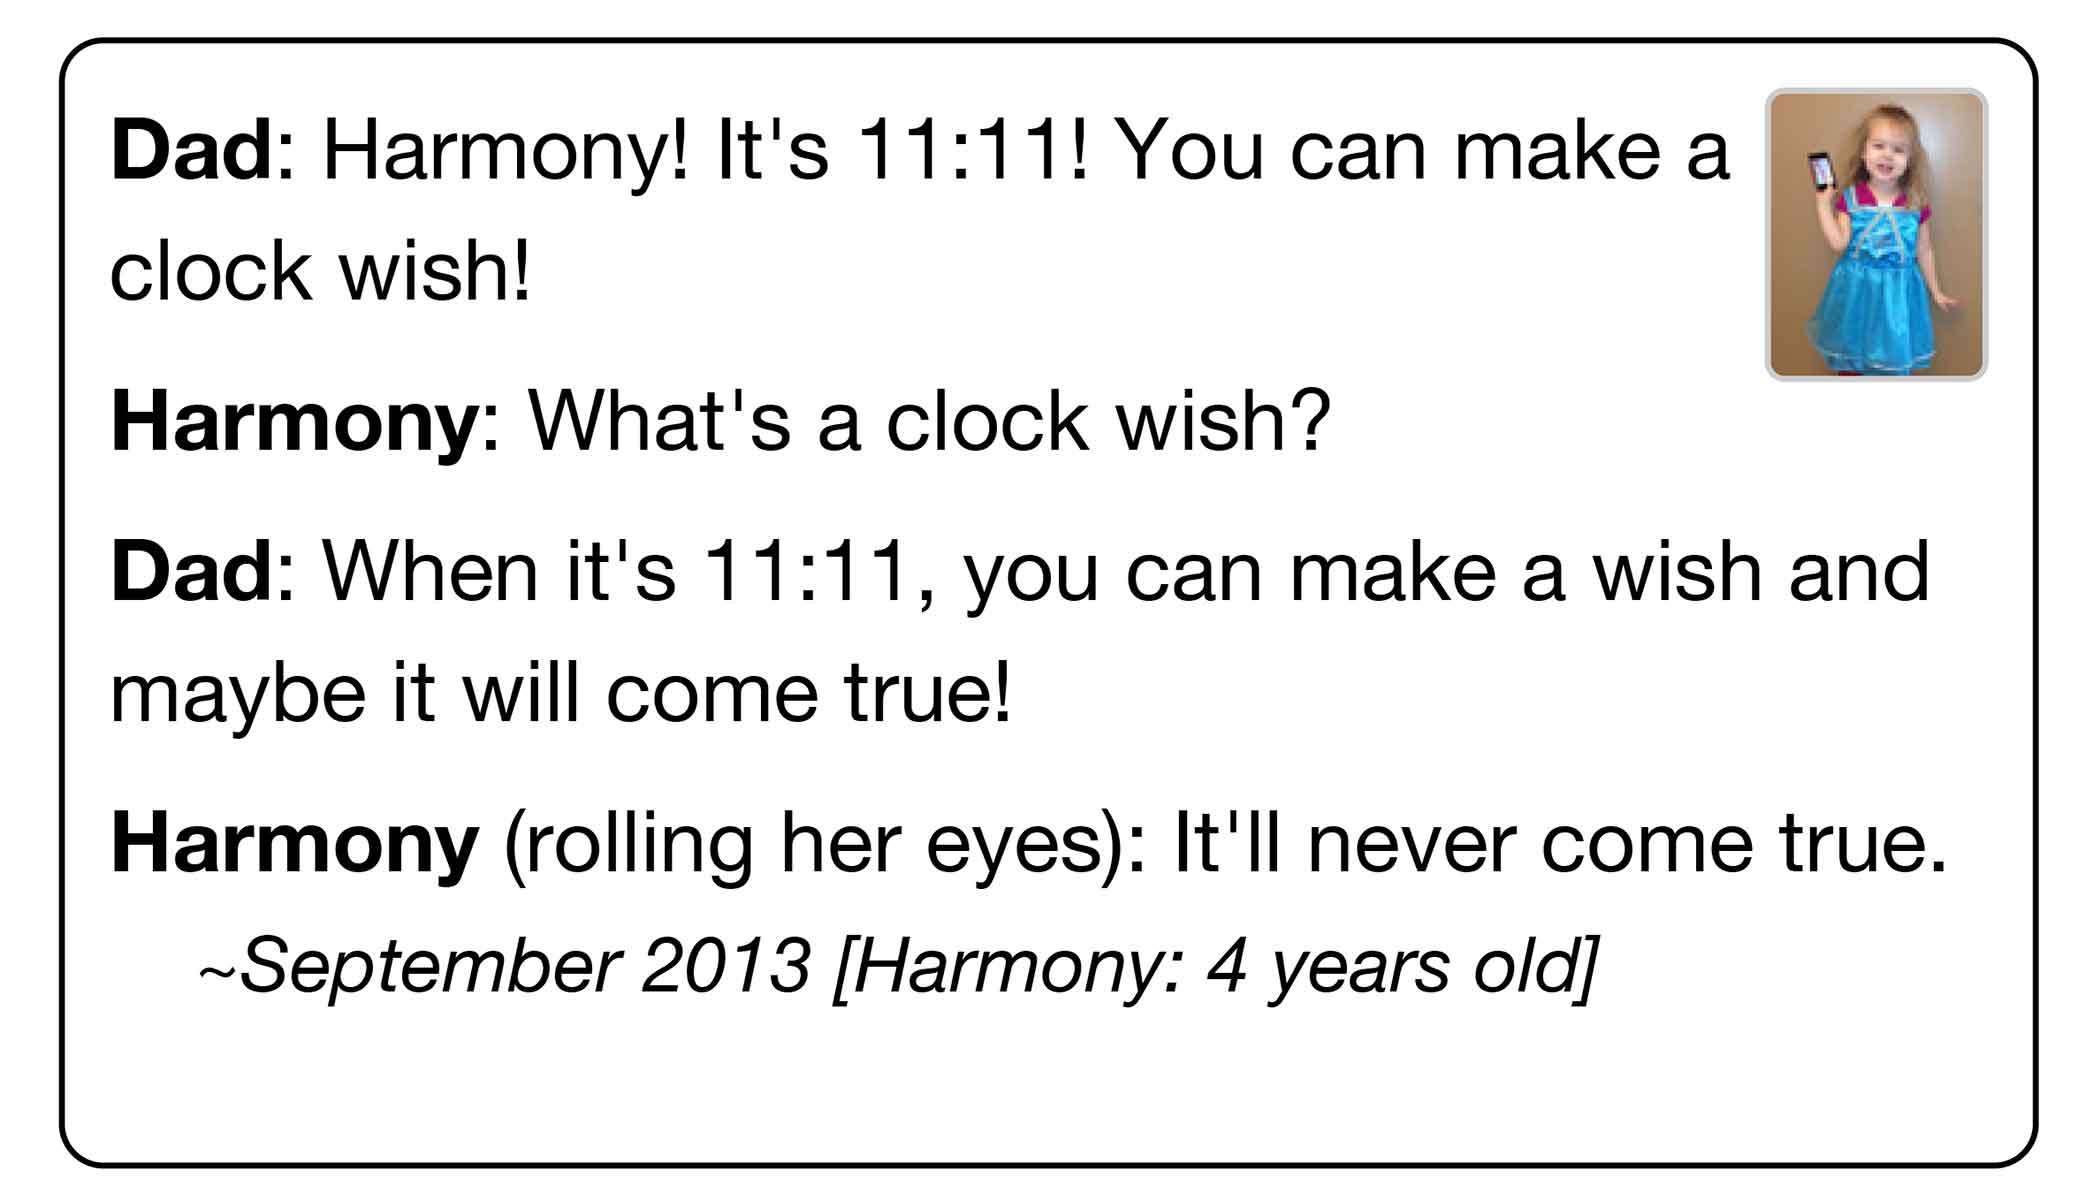 Dad: Harmony! It's 11:11! You can make a
clock wish!
Harmony: What's a clock wish?
Dad: When it's 11:11, you can make a wish and
maybe it will come true!
Harmony (rolling her eyes): It'll never come true.
~September 2013 [Harmony: 4 years old]